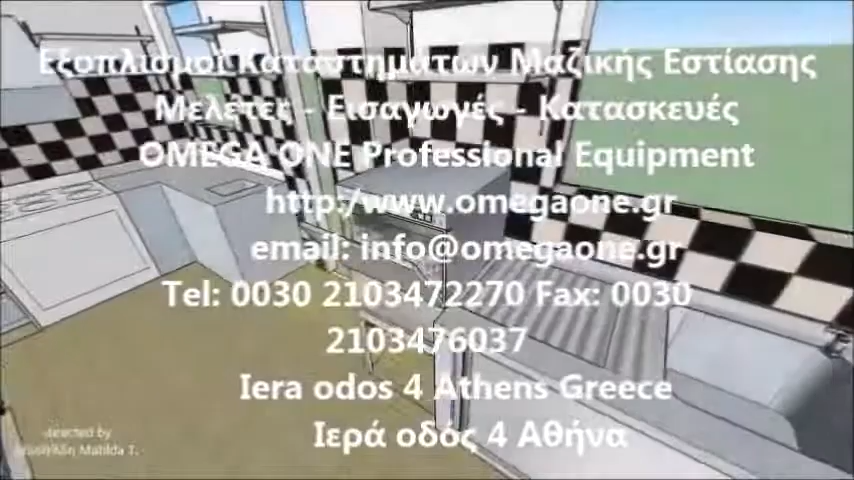 Εξοπλισμοί Καταστημάτων Μαζικής Εστίασης
Μελέτες - Εισαγωγές - Κατασκευές
OMEGA ONE Professional Equipment
http:/www.omegaone.gr
email: info@omegaone.gr
Tel: 0030 2103472270 Fax: 0030
2103476037
Iera odos 4 Athens Greece
Ιερά οδός 4 Αθήνα
directed by
Matilda T.